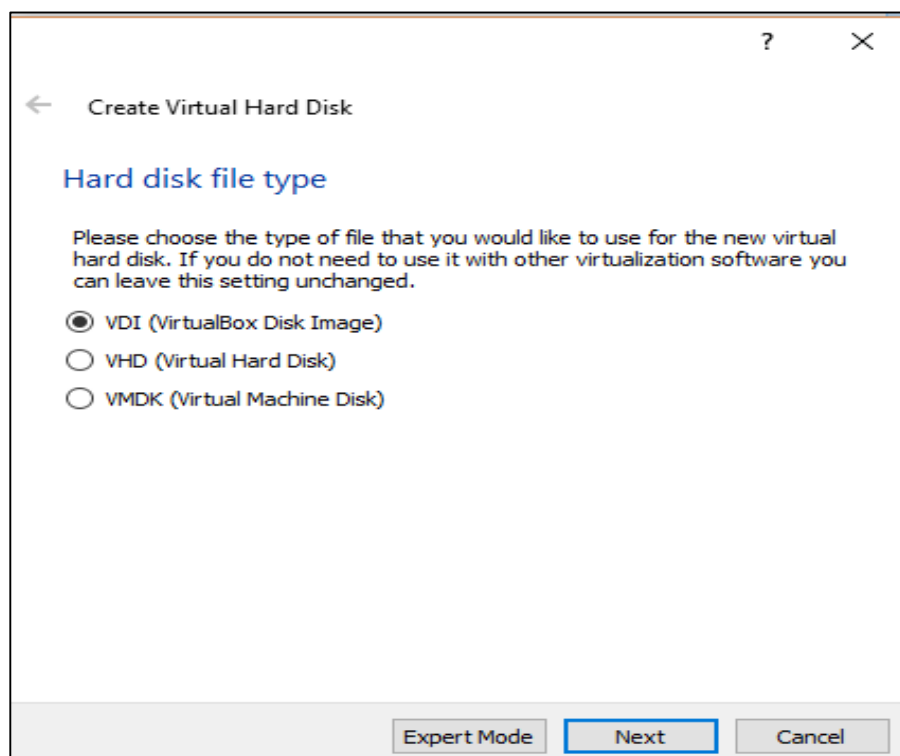 ?
Create Virtual Hard Disk
Hard disk file type
Please choose the type of file that you would like to use for the new virtual
hard disk. If you do not need to use it with other virtualization software you
can leave this setting unchanged.
VDI (VirtualBox Disk Image)
VHD (Virtual Hard Disk)
VMDK (Virtual Machine Disk)
Expert Mode Next Cancel